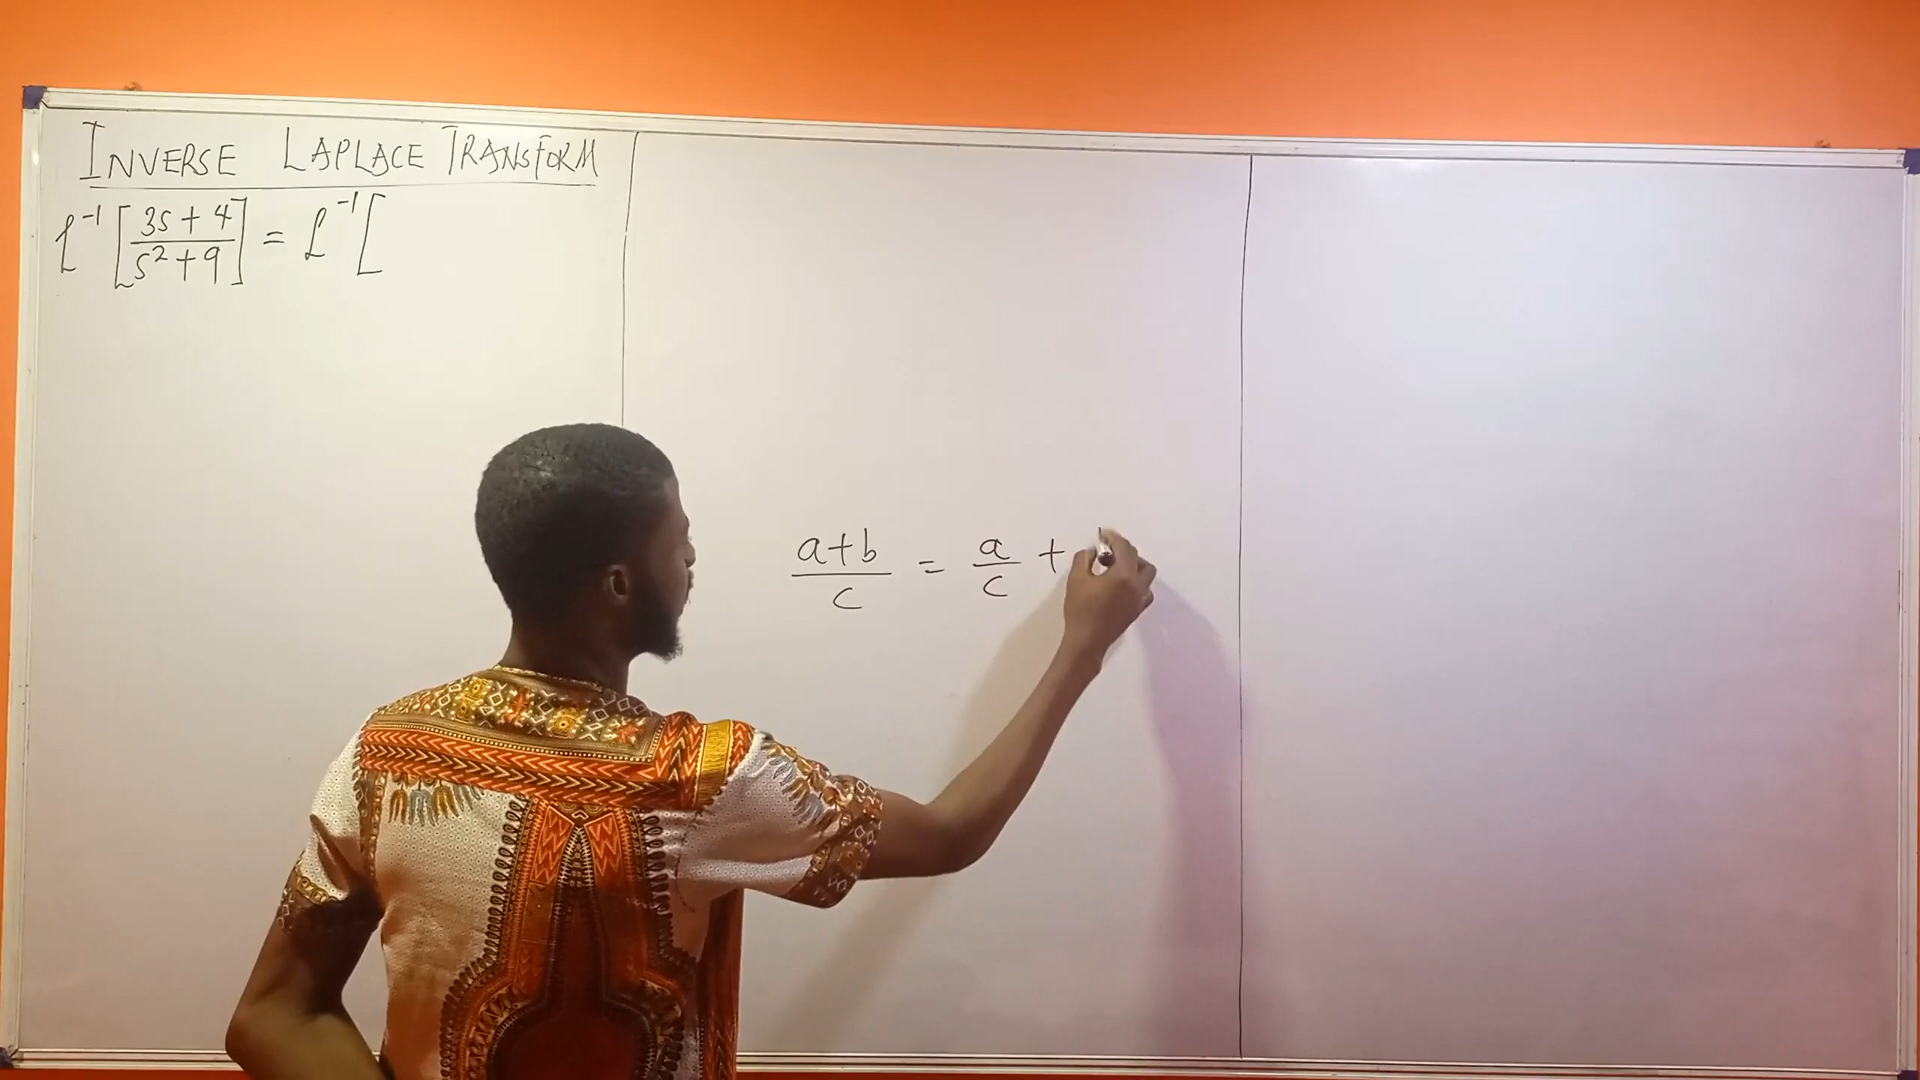 INVERSE LAPLACE TRANSFORM
ℒ⁻¹[(3s + 4)/(s² + 9)] = ℒ⁻¹[
(a+b)/c = a/c +